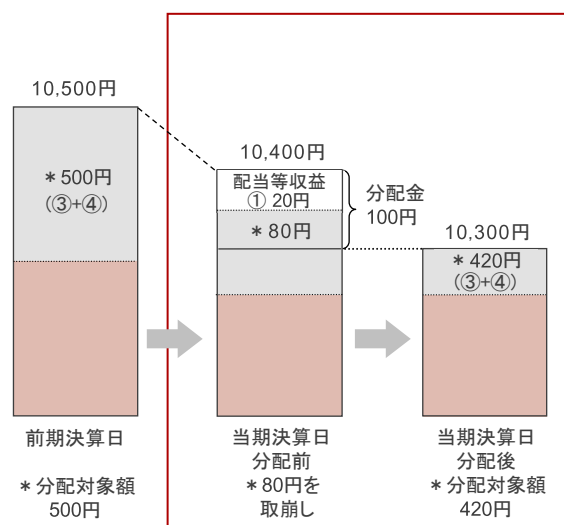 10,500円
＊500円
(③+④)
前期決算日
＊分配対象額
500円
10,400円
配当等収益
① 20円
＊80円
分配金
100円
当期決算日
分配前
＊80円を
取崩し
10,300円
＊420円
(③+④)
当期決算日
分配後
＊分配対象額
420円